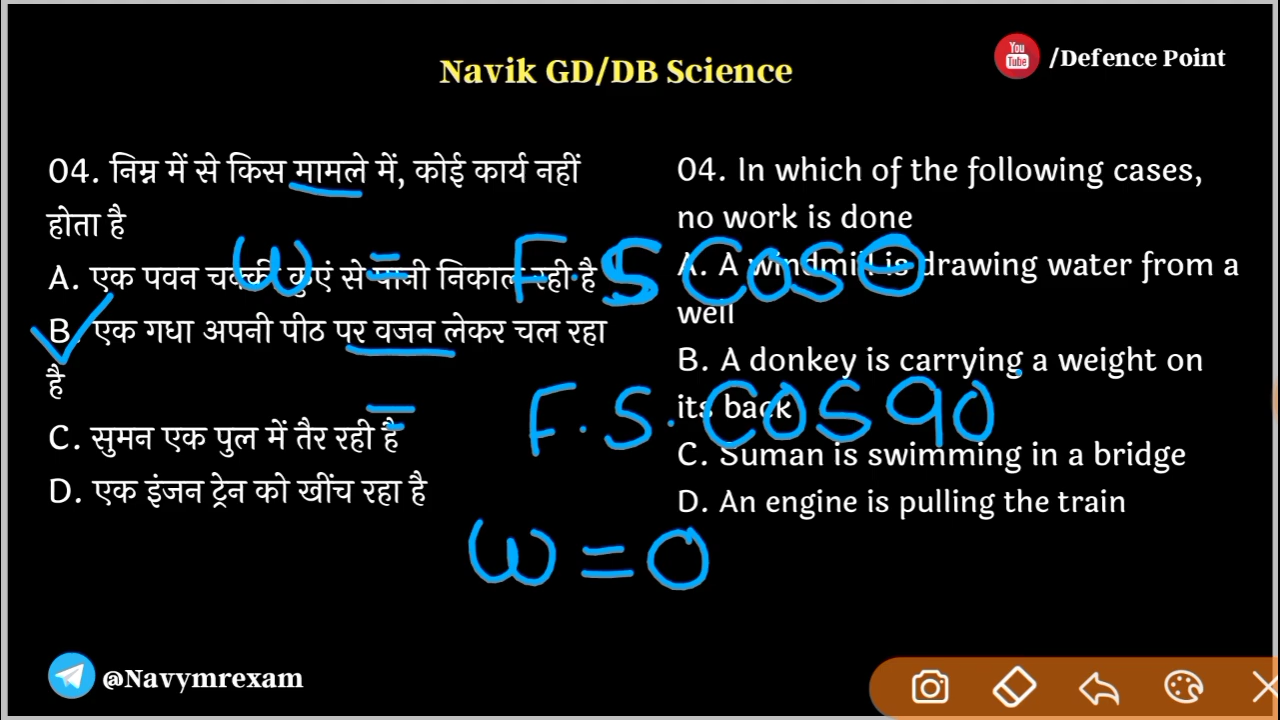 Navik GD/DB Science
You
Tube
/Defence Point
04. निम्न में से किस मामले में, कोई कार्य नहीं
होता है
A. एक पवन चक्की कुएं से पानी निकाल रही है
B. एक गधा अपनी पीठ पर वजन लेकर चल रहा
है
C. सुमन एक पुल में तैर रही है
D. एक इंजन ट्रेन को खींच रहा है
04. In which of the following cases,
no work is done
A. A windmill is drawing water from a
well
B. A donkey is carrying a weight on
its back
C. Suman is swimming in a bridge
D. An engine is pulling the train
W = F.S COSθ
= F.S.COS 90°
W = 0
@Navymrexam